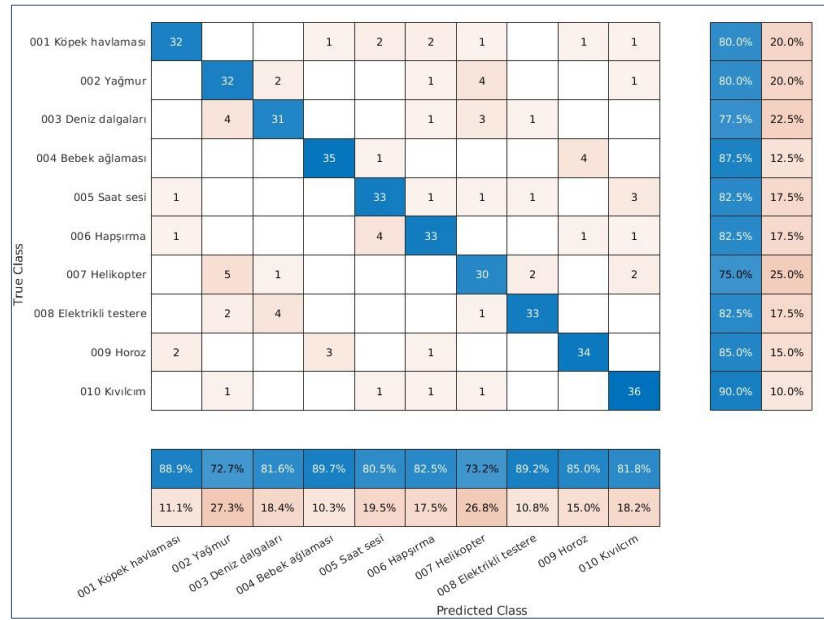 001 Köpek havlaması 32 1 2 2 1 1 1 80.0% 20.0%
002 Yağmur 32 2 1 4 1 80.0% 20.0%
003 Deniz dalgaları 4 31 1 3 1 77.5% 22.5%
004 Bebek ağlaması 35 1 4 87.5% 12.5%
005 Saat sesi 1 33 1 1 1 3 82.5% 17.5%
006 Hapşırma 1 4 33 1 1 82.5% 17.5%
007 Helikopter 5 1 30 2 2 75.0% 25.0%
008 Elektrikli testere 2 4 1 33 82.5% 17.5%
009 Horoz 2 3 1 34 85.0% 15.0%
010 Kıvılcım 1 1 1 1 36 90.0% 10.0%
True Class
88.9% 72.7% 81.6% 89.7% 80.5% 82.5% 73.2% 89.2% 85.0% 81.8%
11.1% 27.3% 18.4% 10.3% 19.5% 17.5% 26.8% 10.8% 15.0% 18.2%
001 Köpek havlaması
002 Yağmur
003 Deniz dalgaları
004 Bebek ağlaması
005 Saat sesi
006 Hapşırma
007 Helikopter
008 Elektrikli testere
009 Horoz
010 Kıvılcım
Predicted Class